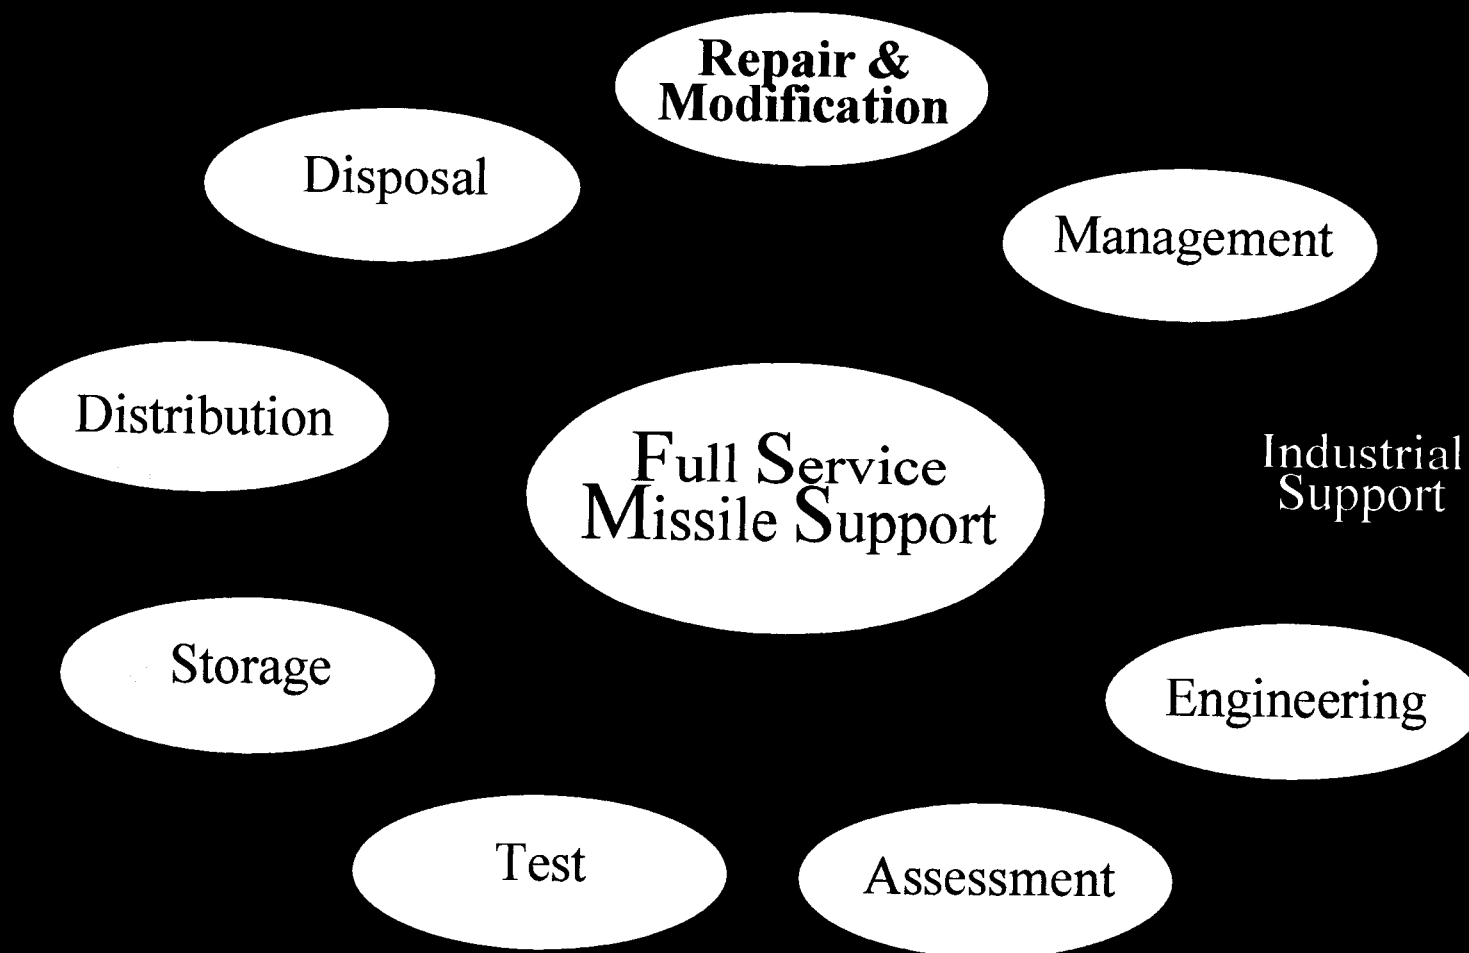 Repair &
Modification
Disposal
Management
Distribution
Full Service
Missile Support
Industrial
Support
Storage
Engineering
Test
Assessment